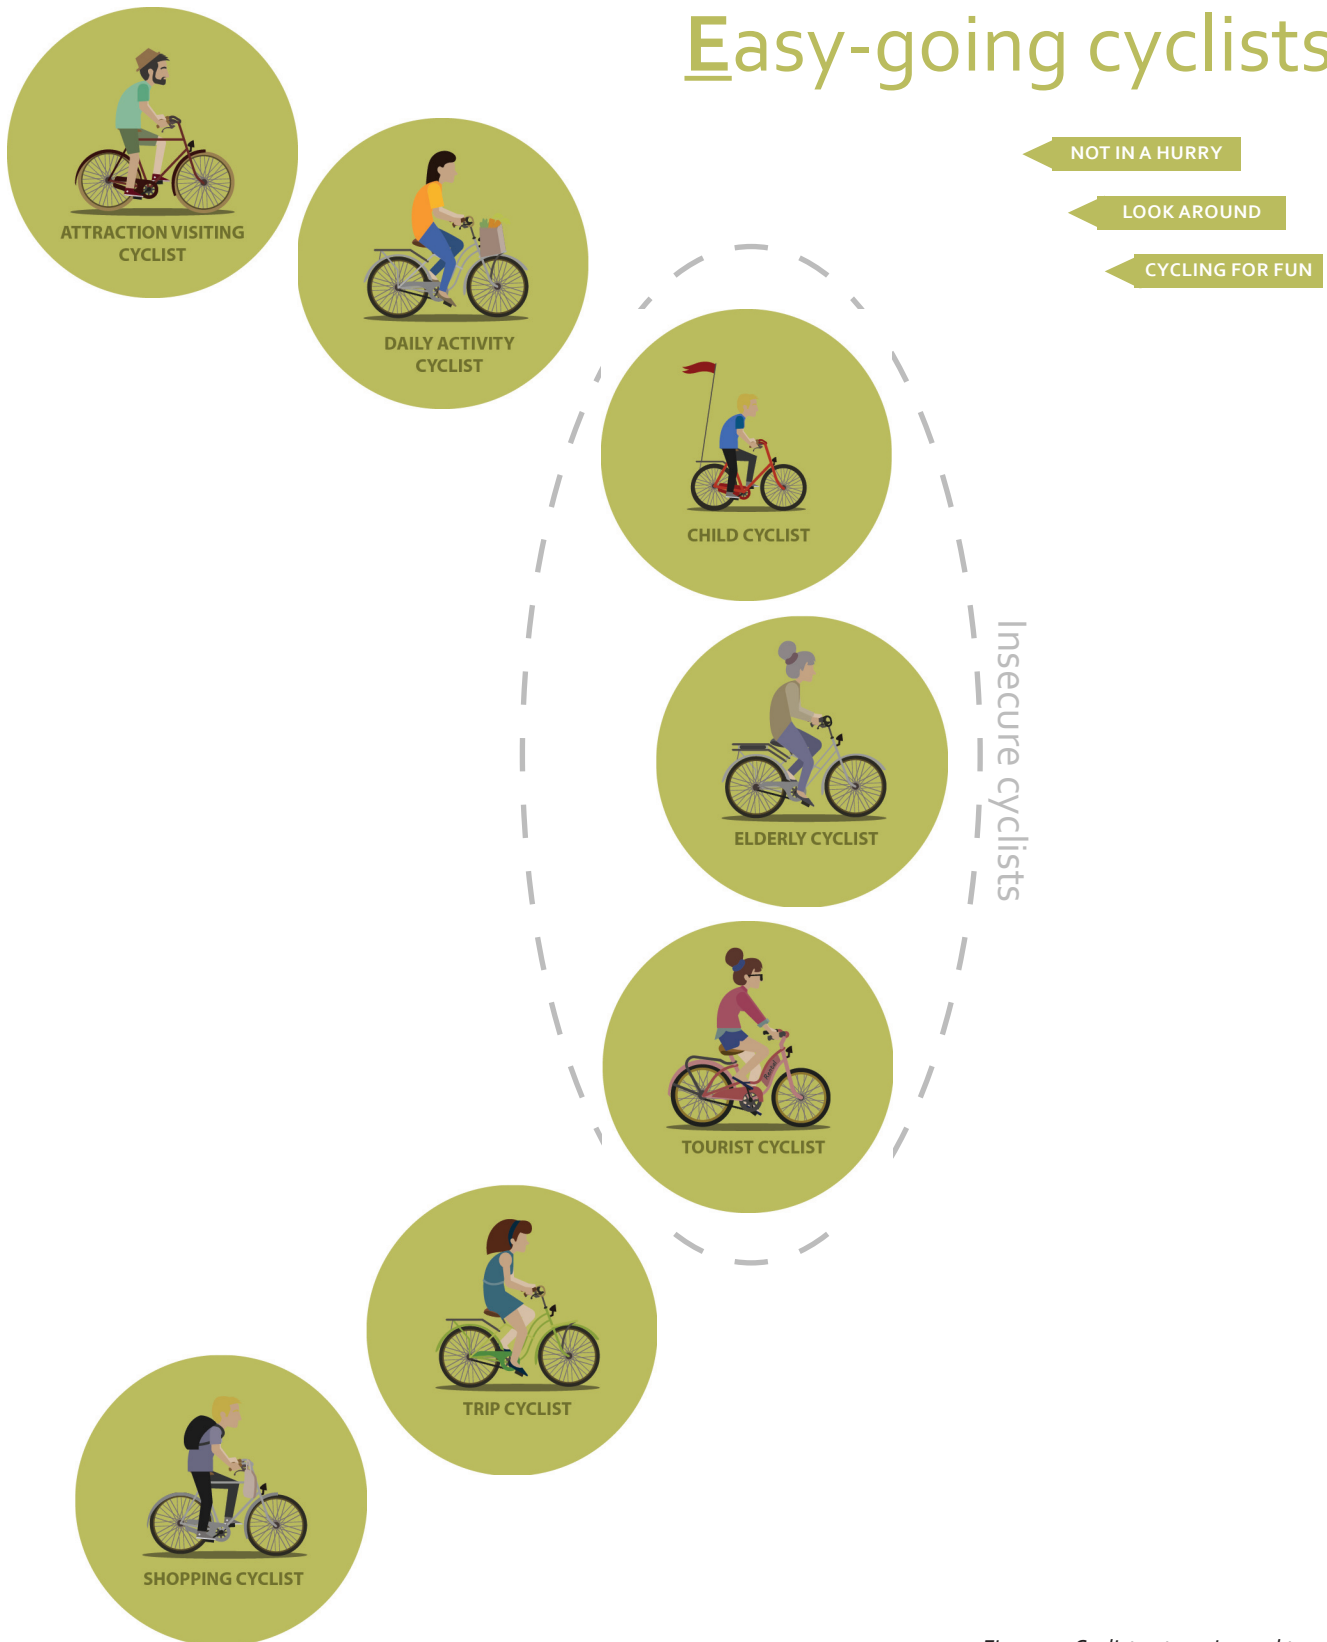 Easy-going cyclists
NOT IN A HURRY
LOOK AROUND
CYCLING FOR FUN
ATTRACTION VISITING
CYCLIST
DAILY ACTIVITY
CYCLIST
CHILD CYCLIST
Insecure cyclists
ELDERLY CYCLIST
TOURIST CYCLIST
TRIP CYCLIST
SHOPPING CYCLIST